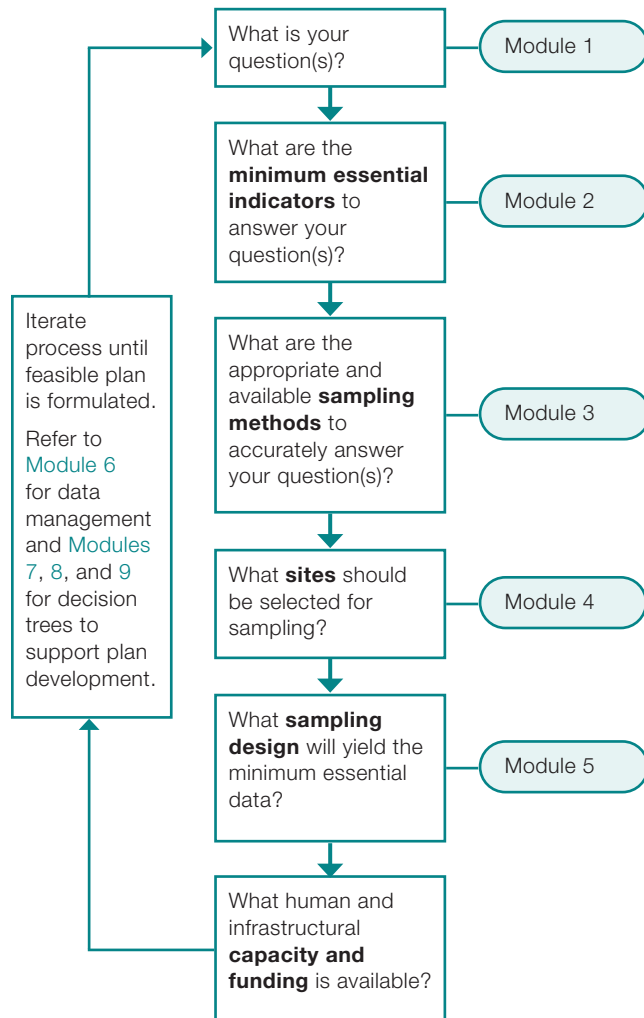 What is your
question(s)?
Module 1
What are the
minimum essential
indicators to
answer your
question(s)?
Module 2
What are the
appropriate and
available sampling
methods to
accurately answer
your question(s)?
Module 3
What sites should
be selected for
sampling?
Module 4
What sampling
design will yield the
minimum essential
data?
Module 5
What human and
infrastructural
capacity and
funding is available?
Iterate
process until
feasible plan
is formulated.
Refer to
Module 6
for data
management
and Modules
7, 8, and 9
for decision
trees to
support plan
development.